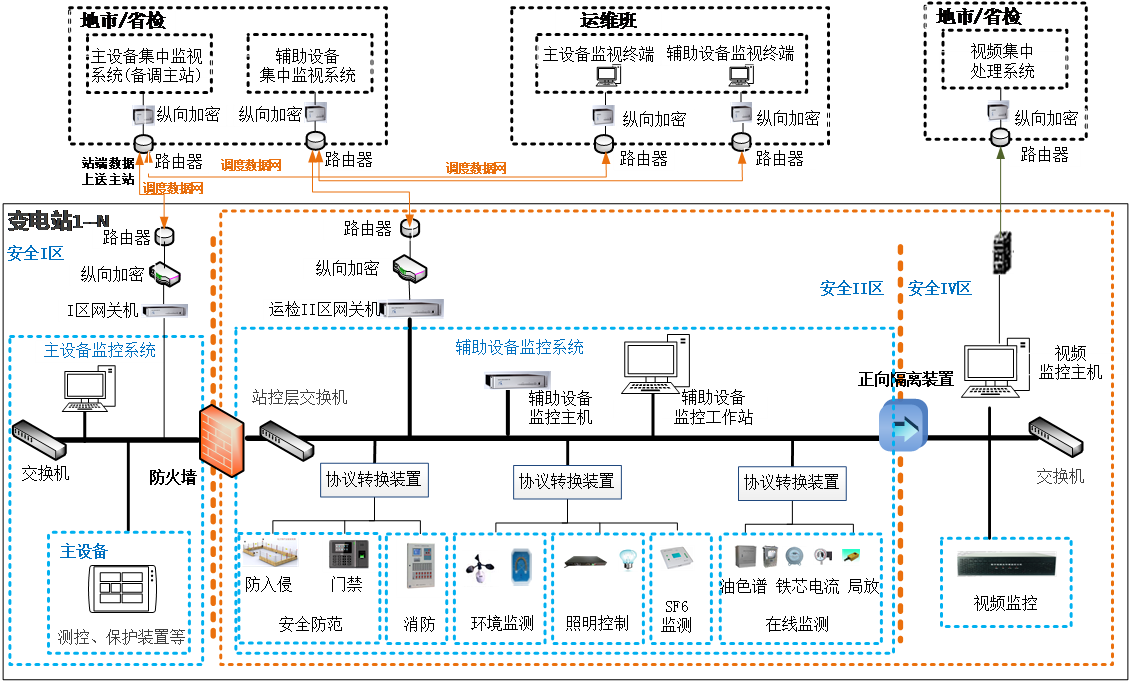 地市/省检
主设备集中监视
系统(备调主站)
辅助设备
集中监视系统
纵向加密
纵向加密
路由器
路由器
运维班
主设备监视终端
辅助设备监视终端
纵向加密
纵向加密
路由器
路由器
地市/省检
视频集中
处理系统
纵向加密
路由器
站端数据
上送主站
调度数据网
调度数据网
调度数据网
变电站1--N
安全I区
路由器
纵向加密
I区网关机
路由器
纵向加密
运检II区网关机
安全II区
安全IV区
主设备监控系统
交换机
防火墙
主设备
测控、保护装置等
辅助设备监控系统
站控层交换机
辅助设备
监控主机
辅助设备
监控工作站
正向隔离装置
视频
监控主机
交换机
协议转换装置
协议转换装置
协议转换装置
防入侵
门禁
安全防范
消防
环境监测
照明控制
SF6
监测
油色谱
铁芯电流
局放
在线监测
视频监控